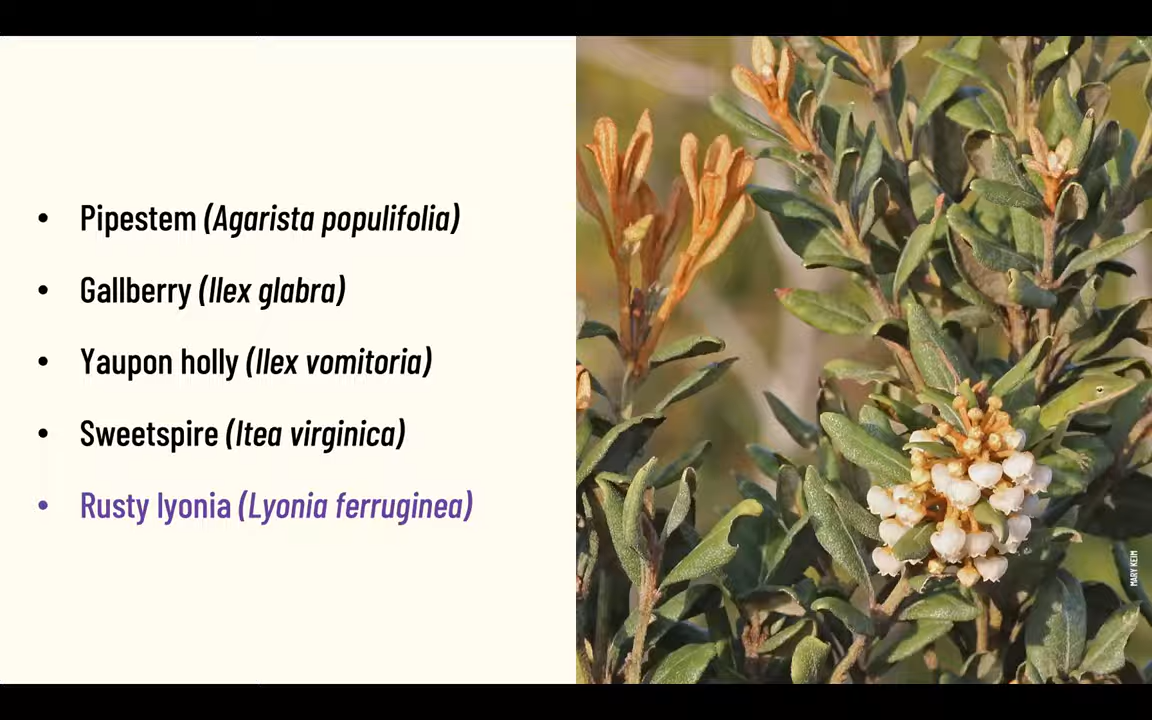 • Pipestem (Agarista populifolia)
• Gallberry (Ilex glabra)
• Yaupon holly (Ilex vomitoria)
• Sweetspire (Itea virginica)
• Rusty lyonia (Lyonia ferruginea)
MARY KEIM